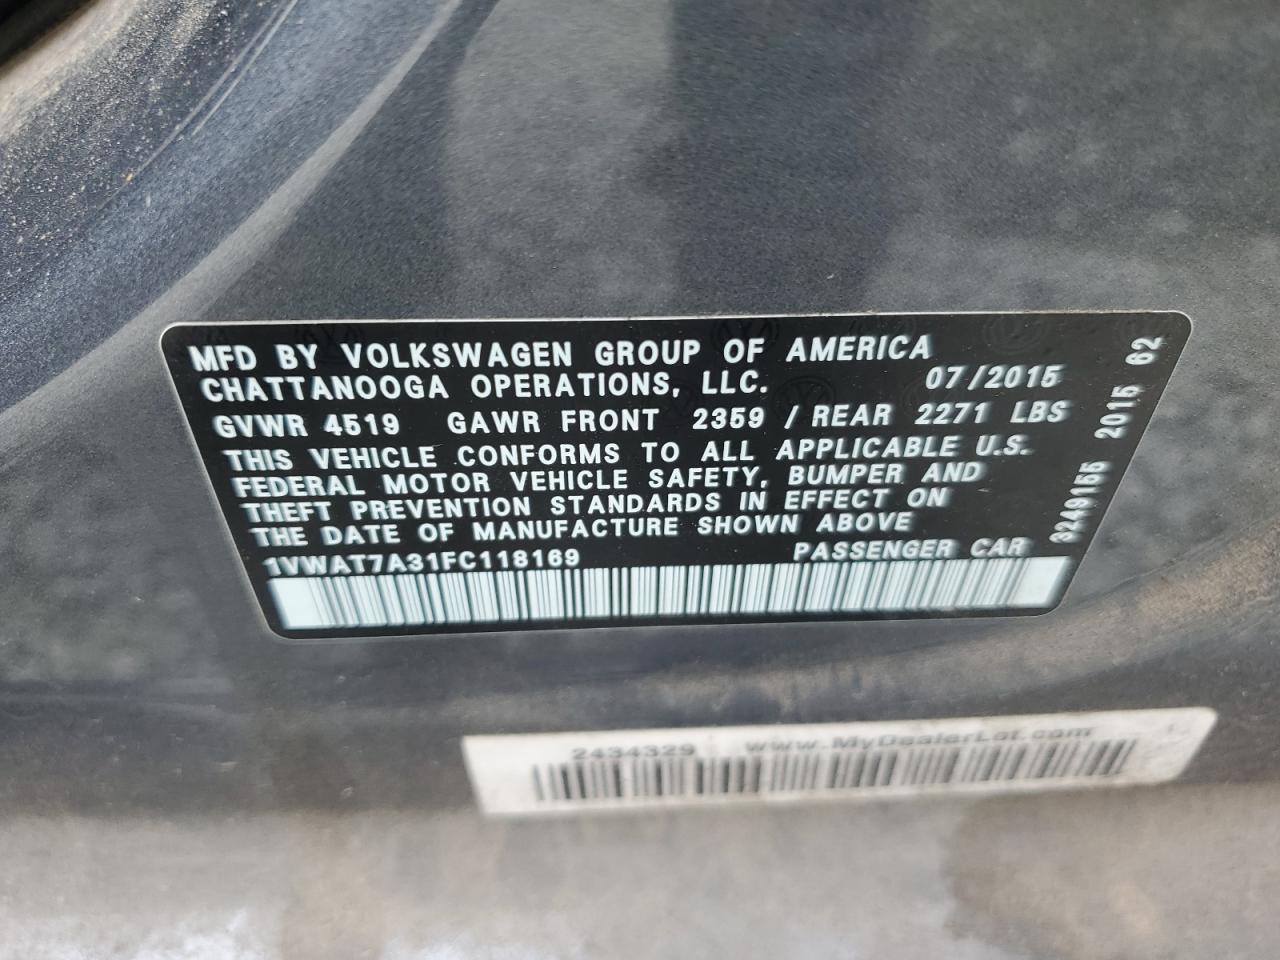 MFD BY VOLKSWAGEN GROUP OF AMERICA
CHATTANOOGA OPERATIONS, LLC. 07/2015
GVWR 4519 GAWR FRONT 2359 / REAR 2271 LBS
THIS VEHICLE CONFORMS TO ALL APPLICABLE U.S.
FEDERAL MOTOR VEHICLE SAFETY, BUMPER AND
THEFT PREVENTION STANDARDS IN EFFECT ON
THE DATE OF MANUFACTURE SHOWN ABOVE
1VWAT7A31FC118169 PASSENGER CAR
3249165 2015 62
2434329 www.MyDealerLot.com